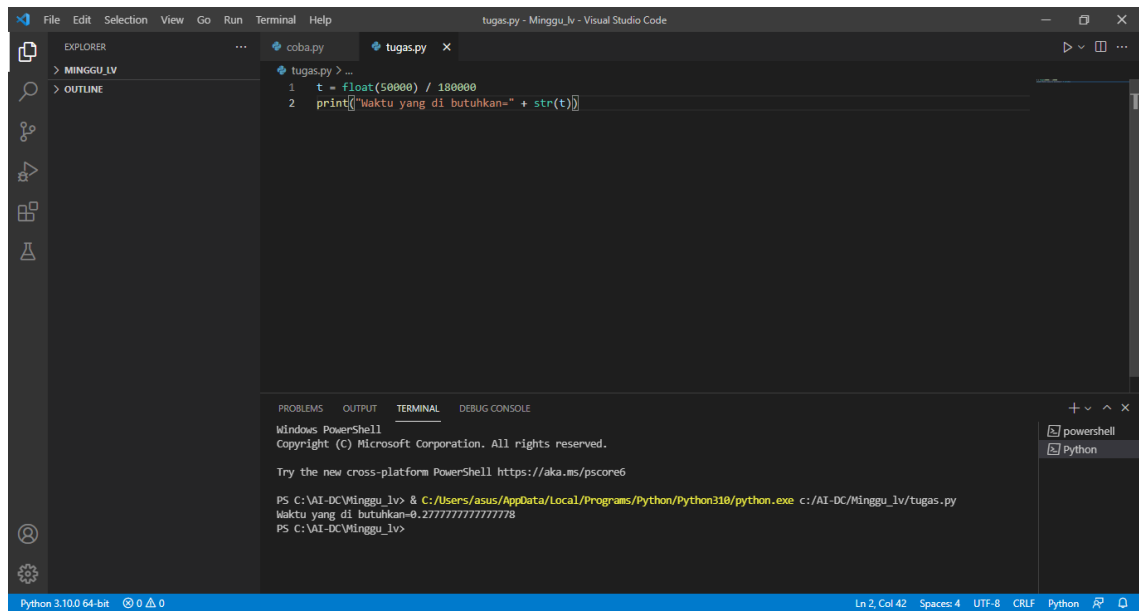 File Edit Selection View Go Run Terminal Help tugas.py - Minggu_lv - Visual Studio Code
EXPLORER ...
MINGGU_LV
OUTLINE
coba.py tugas.py
tugas.py > ...
1 t = float(50000) / 180000
2 print("Waktu yang di butuhkan=" + str(t))
PROBLEMS OUTPUT TERMINAL DEBUG CONSOLE
Windows PowerShell
Copyright (C) Microsoft Corporation. All rights reserved.
Try the new cross-platform PowerShell https://aka.ms/pscore6
PS C:\AI-DC\Minggu_lv> & C:/Users/asus/AppData/Local/Programs/Python/Python310/python.exe c:/AI-DC/Minggu_lv/tugas.py
Waktu yang di butuhkan=0.2777777777777778
PS C:\AI-DC\Minggu_lv>
powershell
Python
Python 3.10.0 64-bit 0 0 Ln 2, Col 42 Spaces: 4 UTF-8 CRLF Python